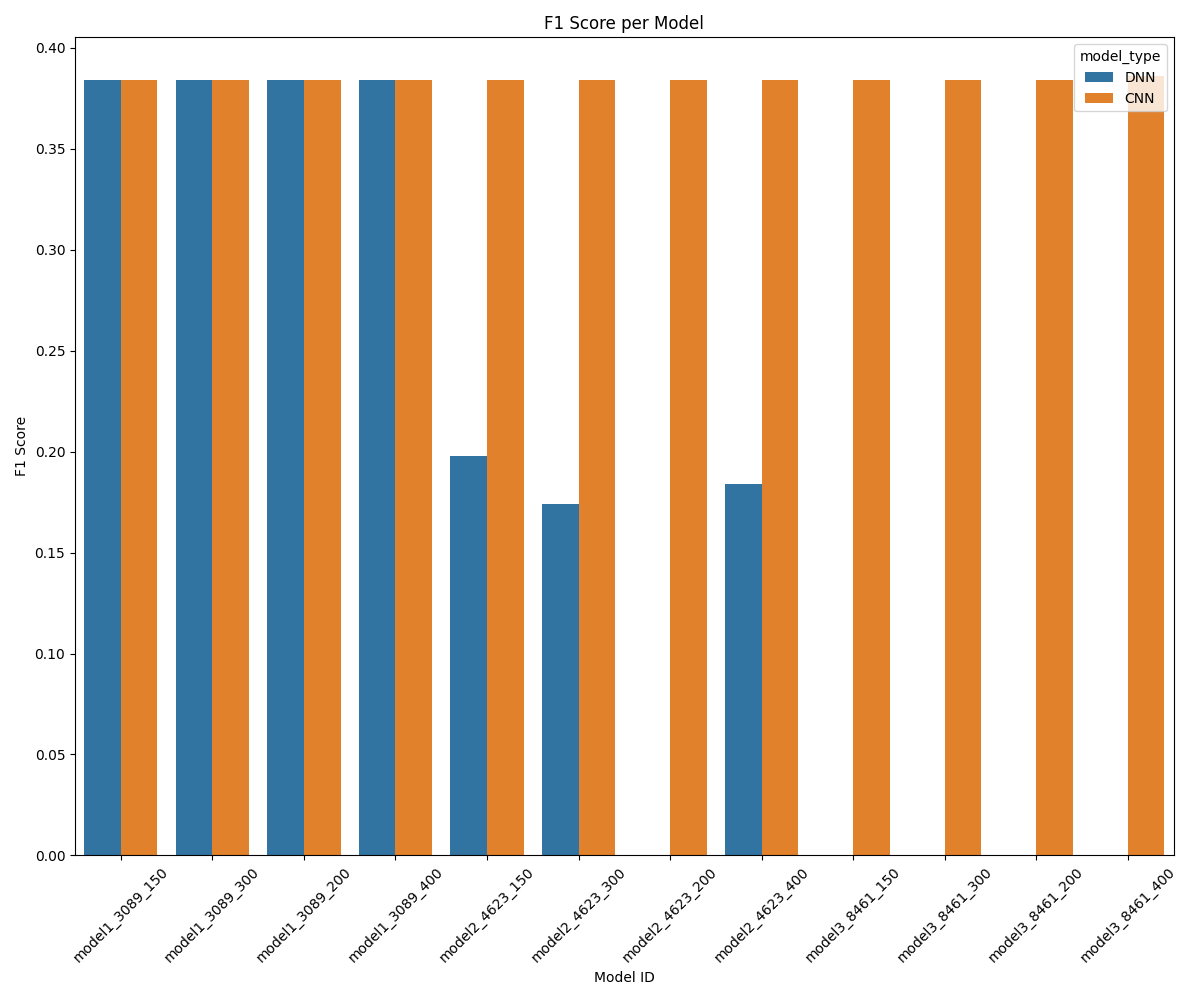 F1 Score per Model
model_type
DNN
CNN
F1 Score
0.40
0.35
0.30
0.25
0.20
0.15
0.10
0.05
0.00
model1_3089_150
model1_3089_300
model1_3089_200
model1_3089_400
model2_4623_150
model2_4623_300
model2_4623_200
model2_4623_400
model3_8461_150
model3_8461_300
model3_8461_200
model3_8461_400
Model ID